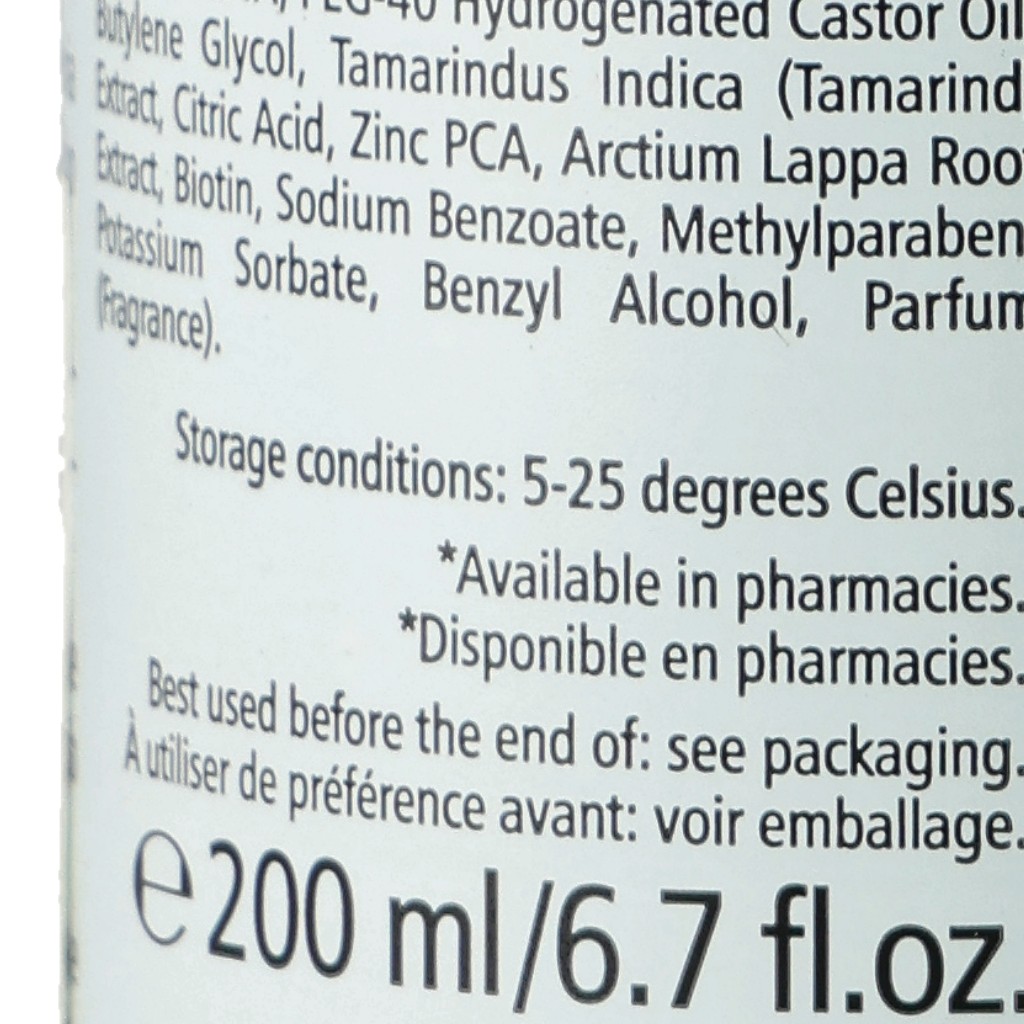 PEG-40 Hydrogenated Castor Oil
Butylene Glycol, Tamarindus Indica (Tamarind
Extract, Citric Acid, Zinc PCA, Arctium Lappa Root
Extract, Biotin, Sodium Benzoate, Methylparaben
Potassium Sorbate, Benzyl Alcohol, Parfum
(Fragrance).
Storage conditions: 5-25 degrees Celsius.
*Available in pharmacies.
*Disponible en pharmacies.
Best used before the end of: see packaging.
À utiliser de préférence avant: voir emballage.
℮ 200 ml/6.7 fl.oz.